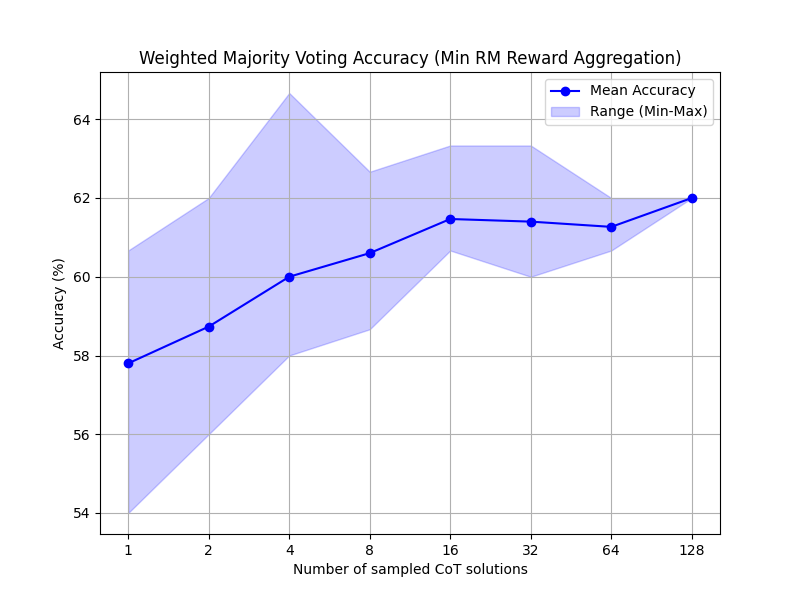 Weighted Majority Voting Accuracy (Min RM Reward Aggregation)
Mean Accuracy
Range (Min-Max)
Accuracy (%)
64
62
60
58
56
54
1 2 4 8 16 32 64 128
Number of sampled CoT solutions